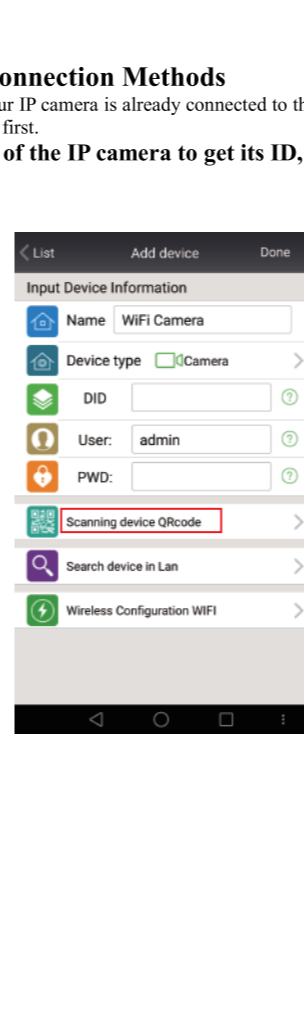 onnection Methods
ur IP camera is already connected to th
first.
of the IP camera to get its ID,
List Add device Done
Input Device Information
Name WiFi Camera
Device type Camera
DID ?
User: admin ?
PWD: ?
Scanning device QRcode
Search device in Lan
Wireless Configuration WIFI